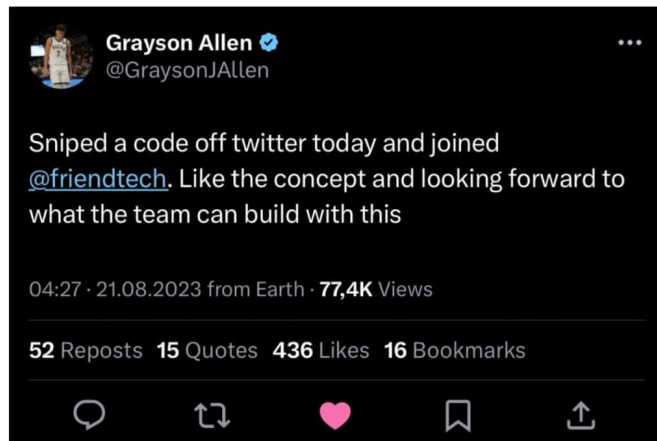 Grayson Allen
@GraysonJAllen
Sniped a code off twitter today and joined
@friendtech. Like the concept and looking forward to
what the team can build with this
04:27 · 21.08.2023 from Earth · 77,4K Views
52 Reposts 15 Quotes 436 Likes 16 Bookmarks